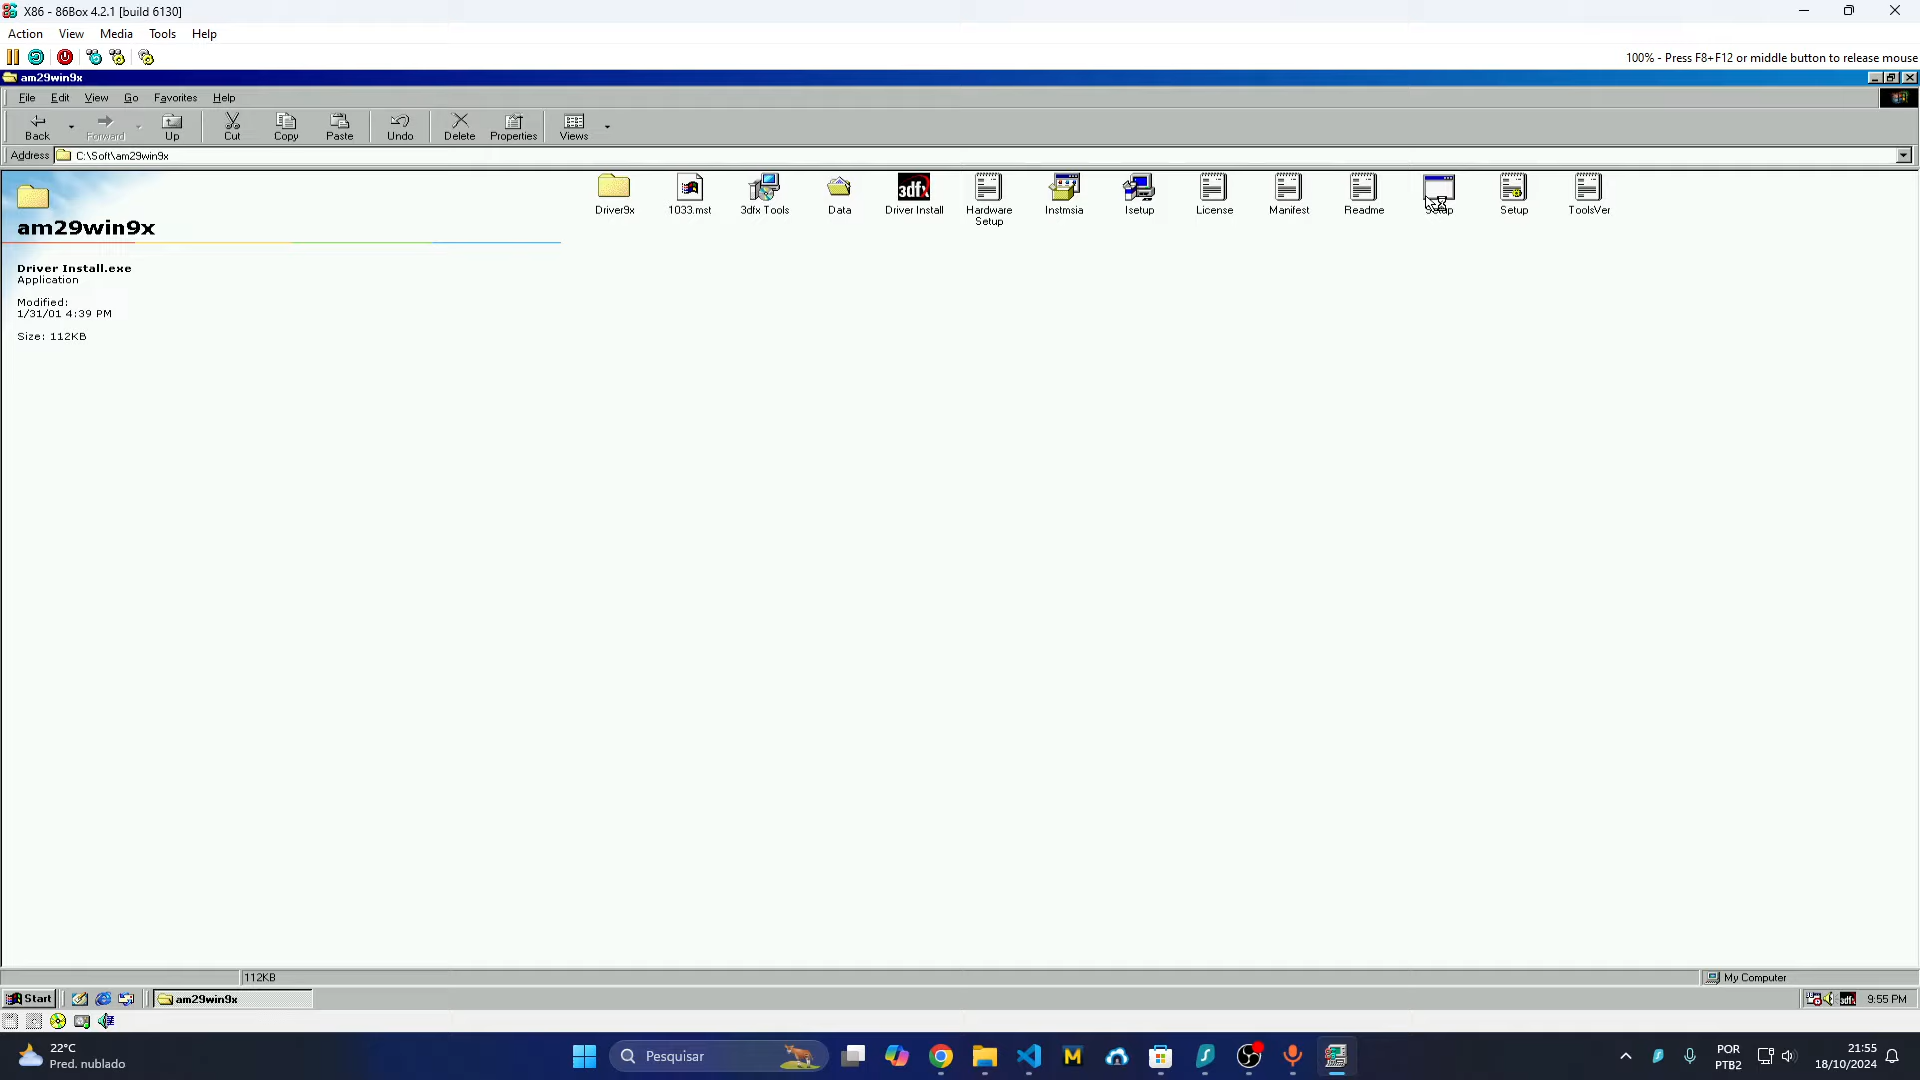 X86 - 86Box 4.2.1 [build 6130]
Action View Media Tools Help
100% - Press F8+F12 or middle button to release mouse
am29win9x
File Edit View Go Favorites Help
Back Forward Up Cut Copy Paste Undo Delete Properties Views
Address C:\Soft\am29win9x
am29win9x
Driver Install.exe
Application
Modified:
1/31/01 4:39 PM
Size: 112KB
Driver9x 1033.mst 3dfx Tools Data Driver Install Hardware Setup Instmsia Isetup License Manifest Readme Setup Setup ToolsVer
3dfx
112KB
My Computer
Start
am29win9x
3dfx
9:55 PM
22°C
Pred. nublado
Pesquisar
POR
PTB2
21:55
18/10/2024